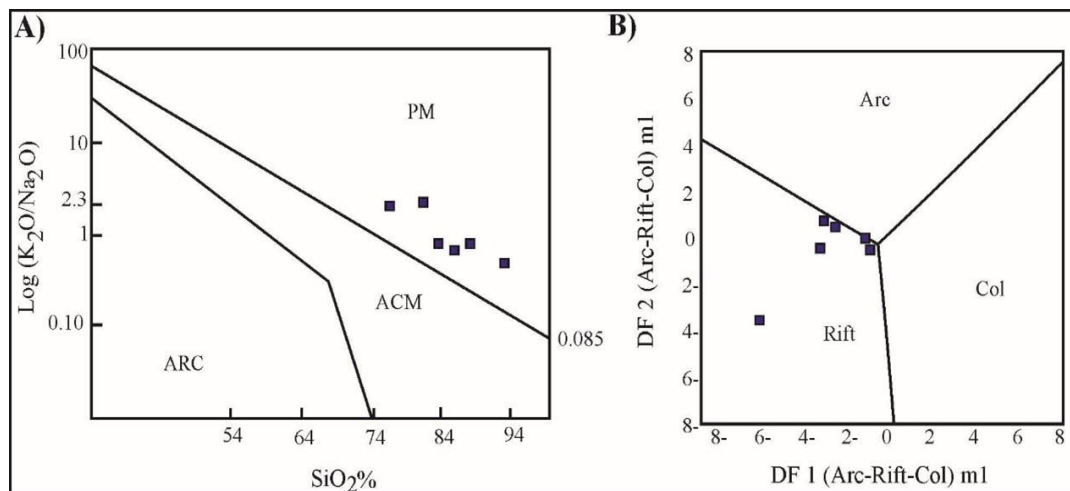 A)
100
10
2.3
1
0.10
Log (K2O/Na2O)
PM
ACM
ARC
0.085
54 64 74 84 94
SiO2%
B)
8
6
4
2
0
2-
4-
6-
8-
DF 2 (Arc-Rift-Col) m1
Arc
Col
Rift
8- 6- 4- 2- 0 2 4 6 8
DF 1 (Arc-Rift-Col) m1